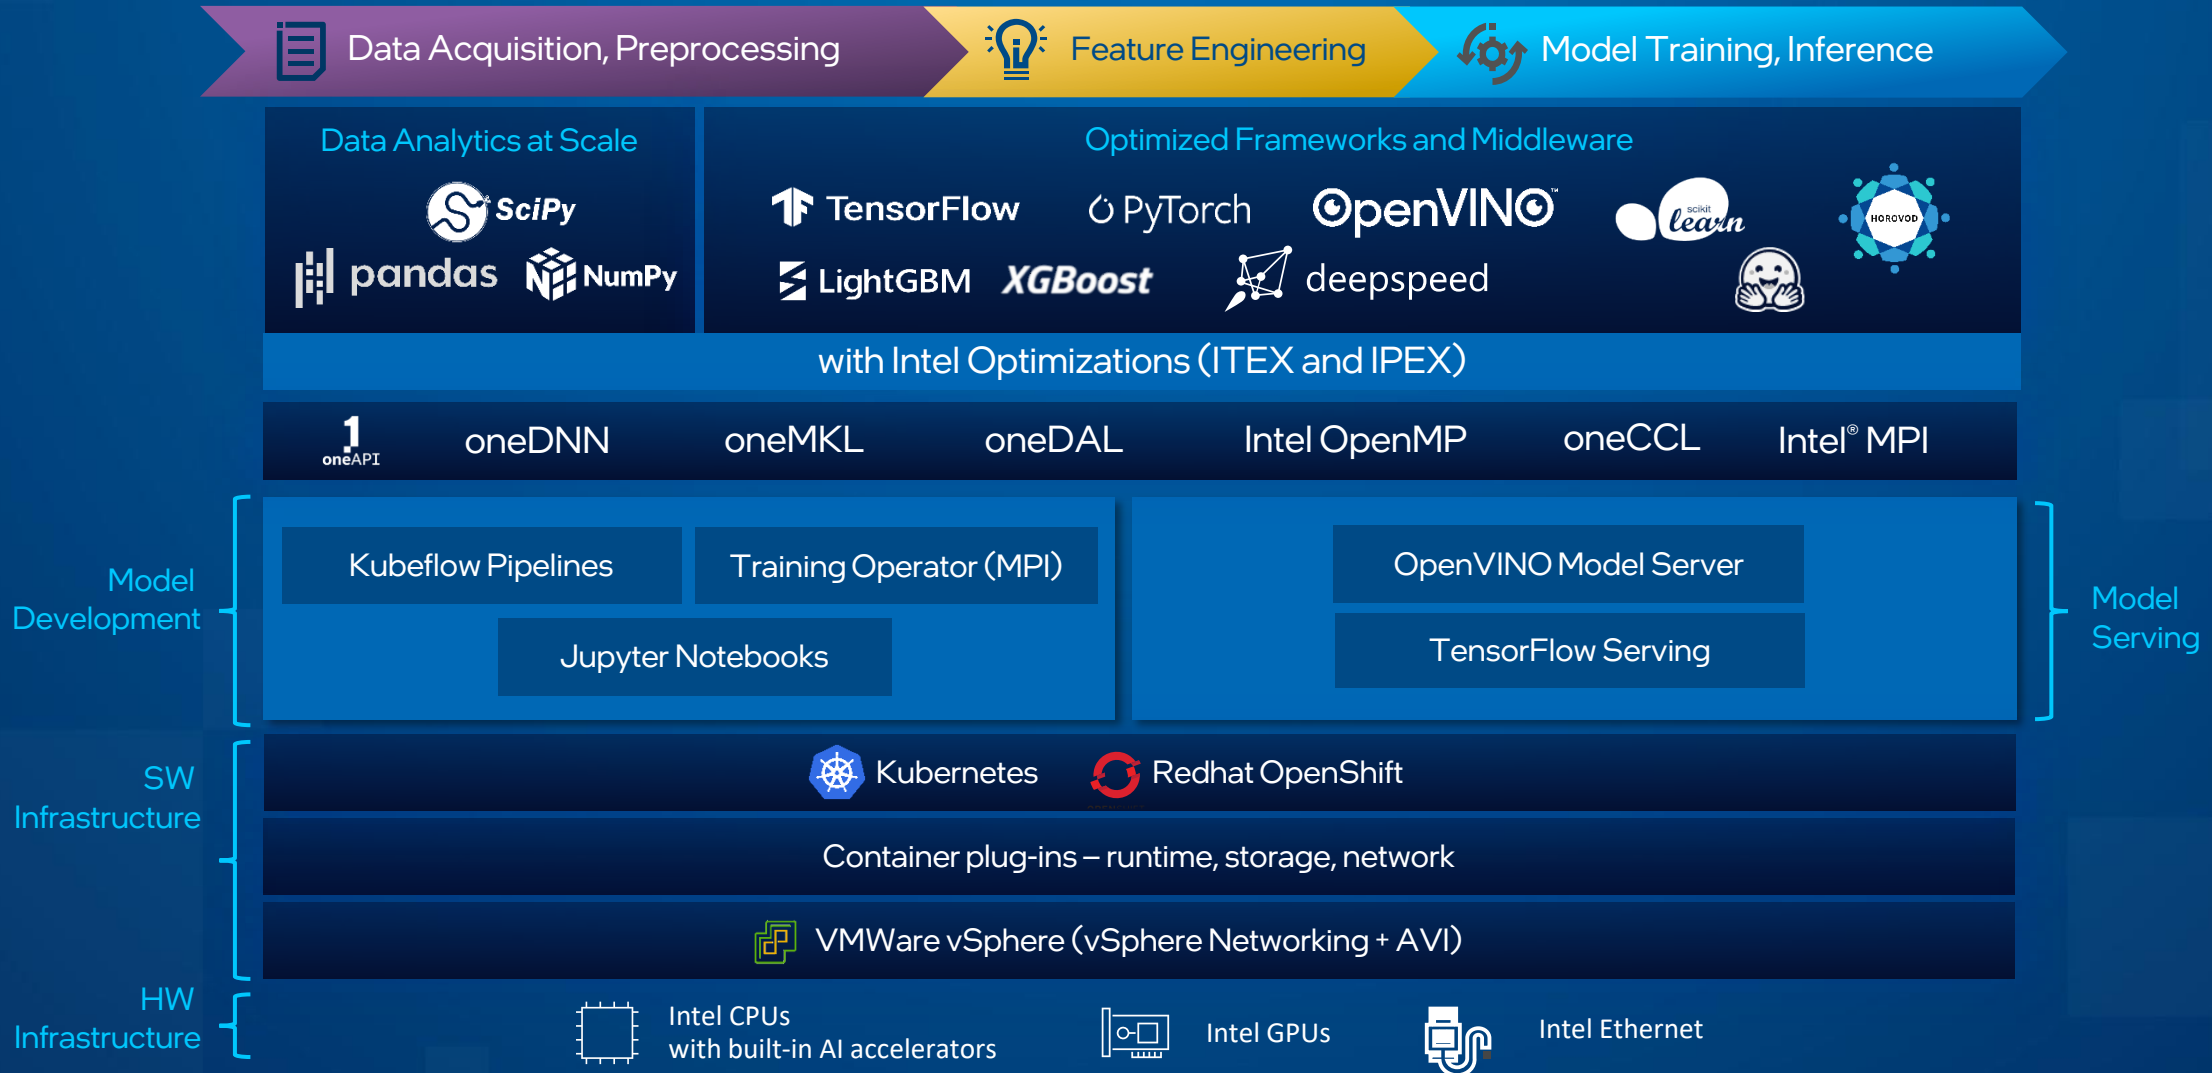 Data Acquisition, Preprocessing
Feature Engineering
Model Training, Inference
Data Analytics at Scale
SciPy
pandas
NumPy
Optimized Frameworks and Middleware
TensorFlow
PyTorch
OpenVINO™
scikit
learn
HOROVOD
LightGBM
XGBoost
deepspeed
with Intel Optimizations (ITEX and IPEX)
1
oneAPI
oneDNN
oneMKL
oneDAL
Intel OpenMP
oneCCL
Intel® MPI
Model
Development
Kubeflow Pipelines
Training Operator (MPI)
Jupyter Notebooks
OpenVINO Model Server
TensorFlow Serving
Model
Serving
SW
Infrastructure
Kubernetes
Redhat OpenShift
Container plug-ins – runtime, storage, network
VMWare vSphere (vSphere Networking + AVI)
HW
Infrastructure
Intel CPUs
with built-in AI accelerators
Intel GPUs
Intel Ethernet